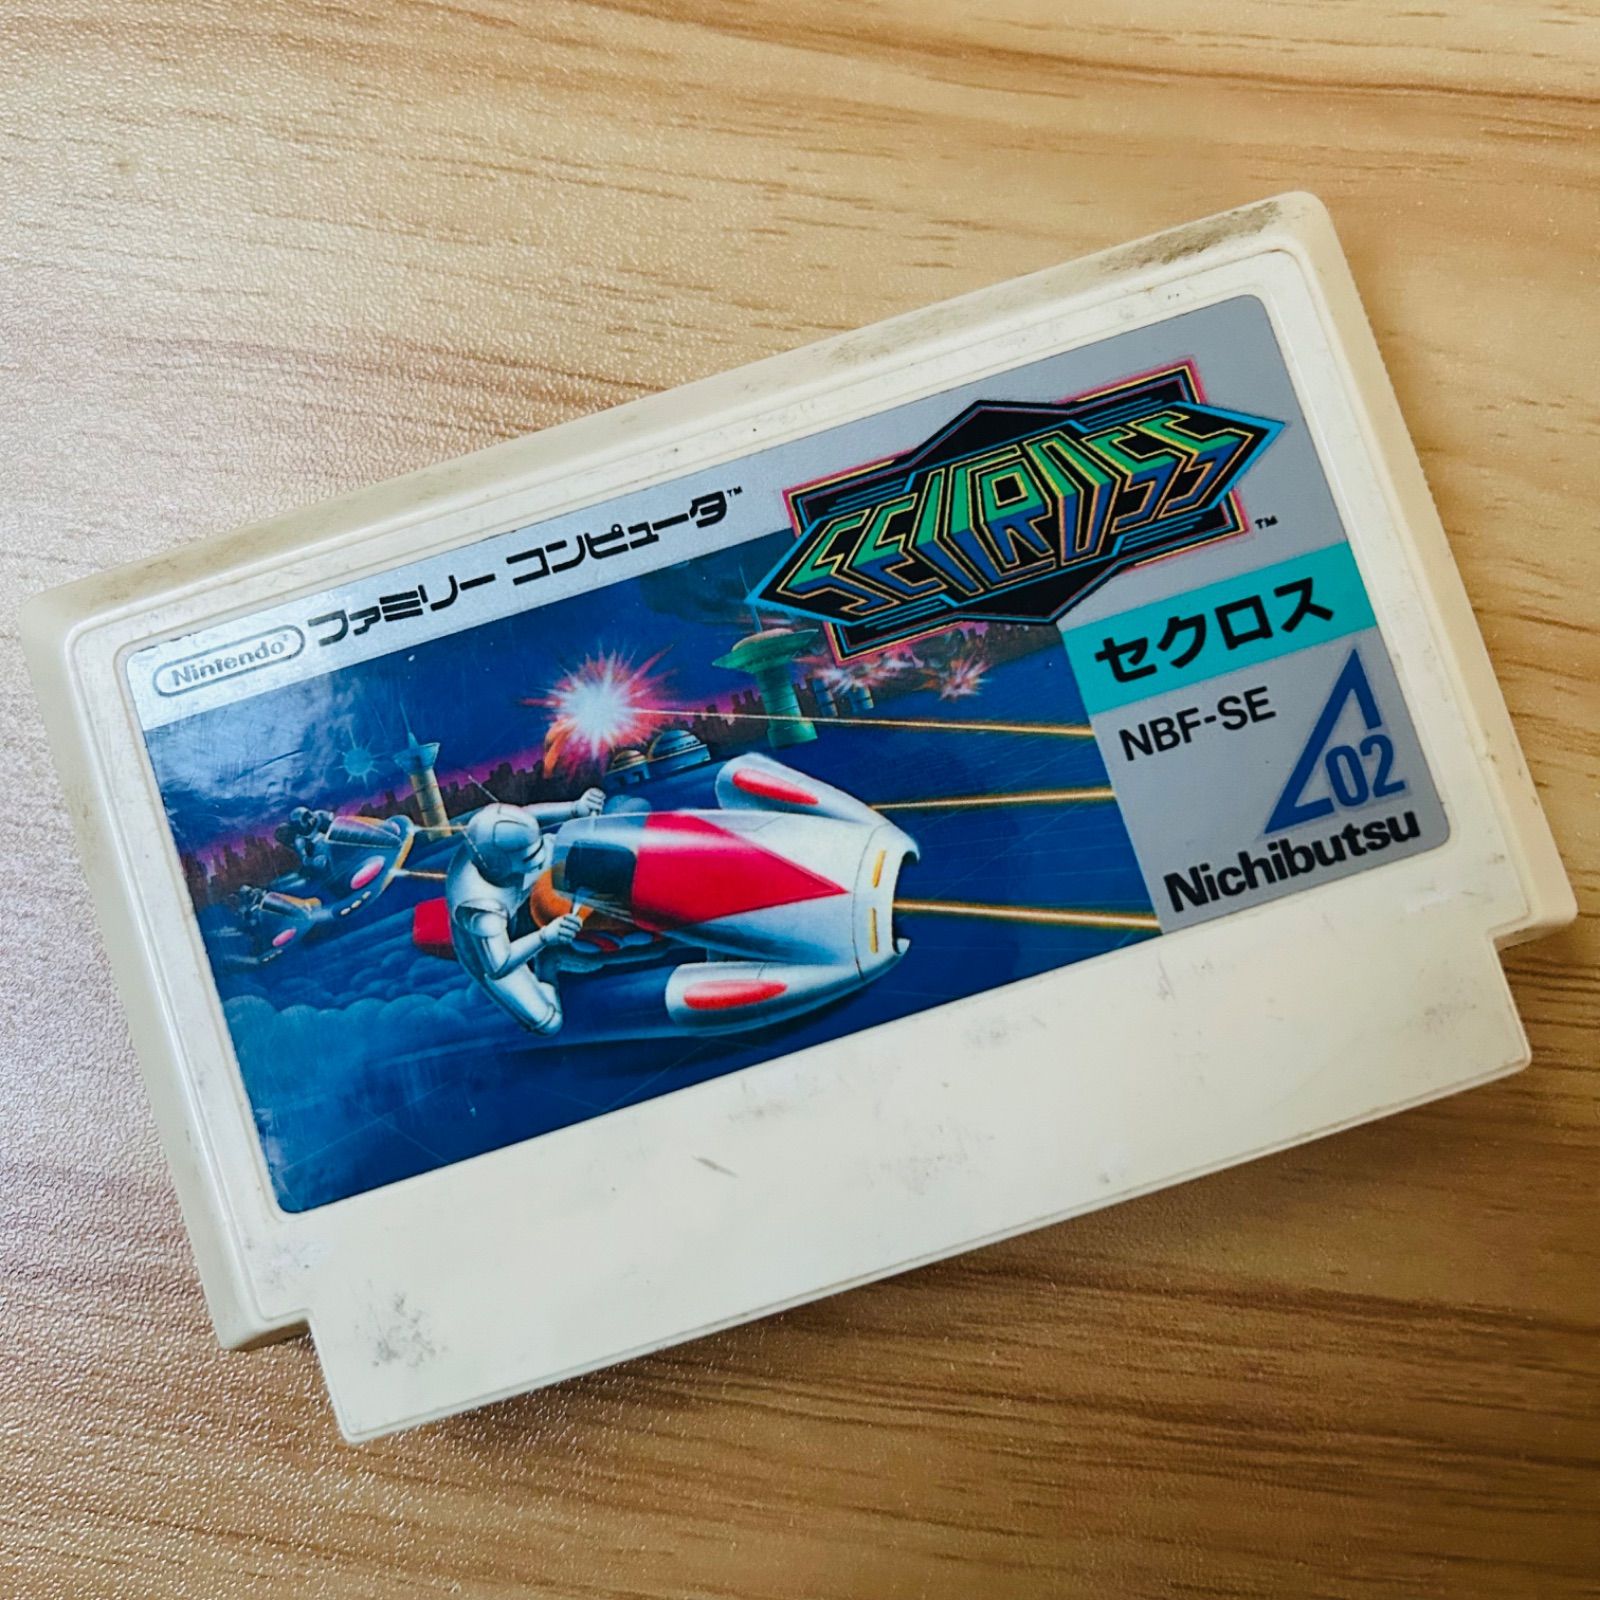 Nintendo®
ファミリー コンピュータ™
SEICROSS™
セクロス
NBF-SE
02
Nichibutsu